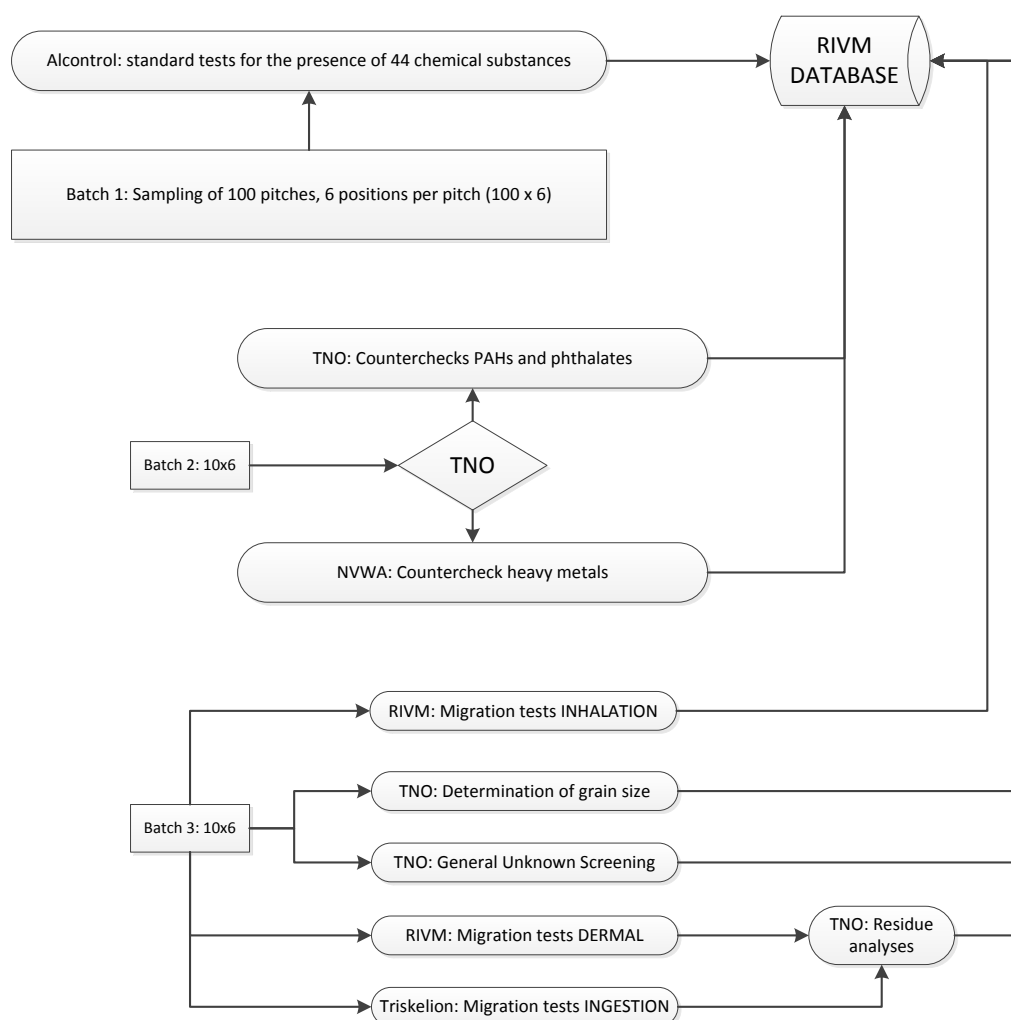 Alcontrol: standard tests for the presence of 44 chemical substances
RIVM
DATABASE
Batch 1: Sampling of 100 pitches, 6 positions per pitch (100 x 6)
TNO: Counterchecks PAHs and phthalates
Batch 2: 10x6
TNO
NVWA: Countercheck heavy metals
RIVM: Migration tests INHALATION
TNO: Determination of grain size
Batch 3: 10x6
TNO: General Unknown Screening
RIVM: Migration tests DERMAL
TNO: Residue
analyses
Triskelion: Migration tests INGESTION